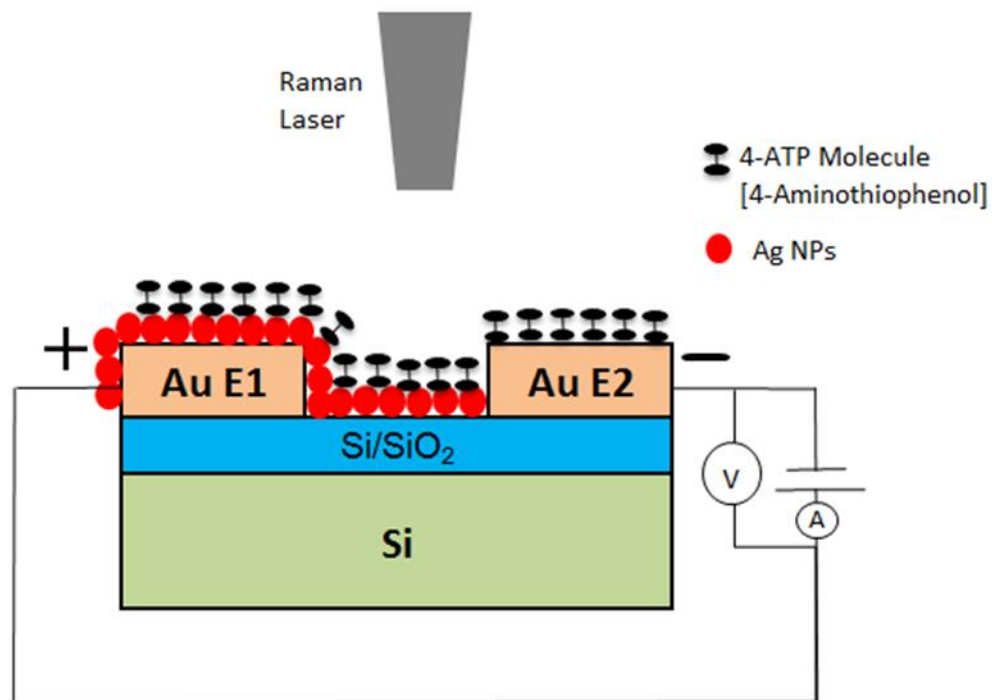 Raman
Laser
4-ATP Molecule
[4-Aminothiophenol]
Ag NPs
+
Au E1
Au E2
−
Si/SiO₂
V
A
Si